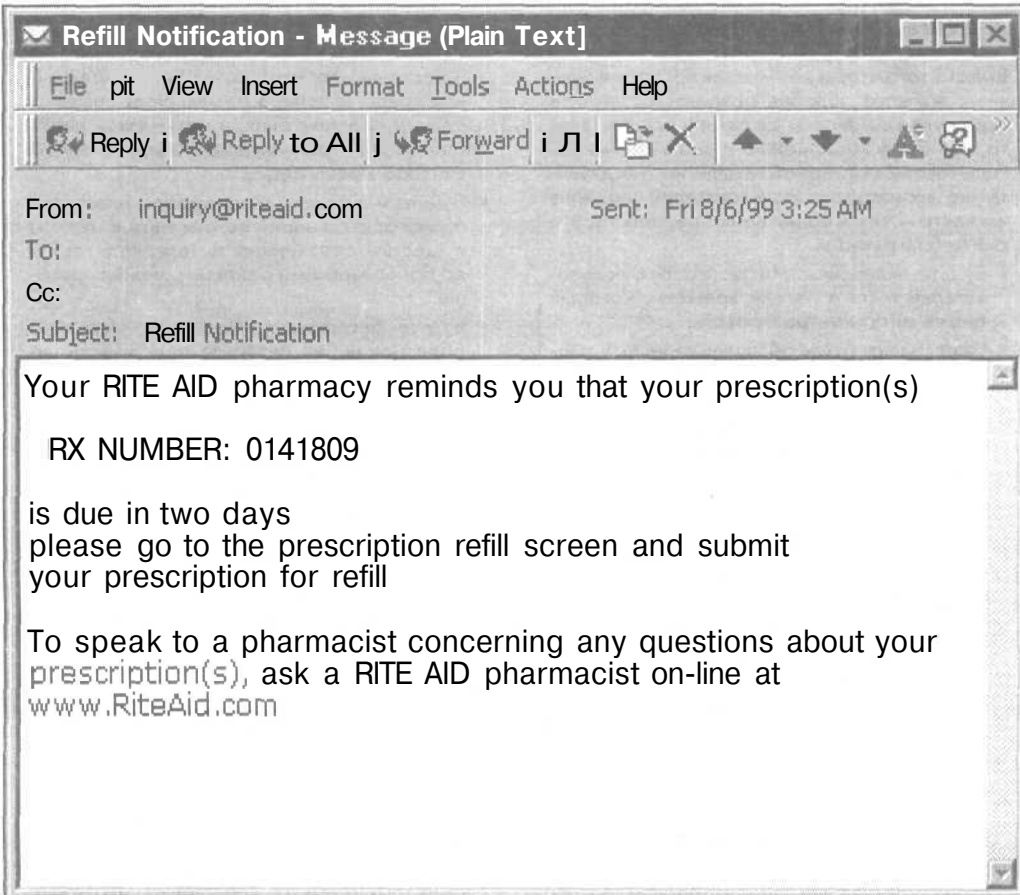 Refill Notification - Message (Plain Text]
File pit View Insert Format Tools Actions Help
Reply i Reply to All j Forward i Л I
From: inquiry@riteaid.com Sent: Fri 8/6/99 3:25 AM
To:
Cc:
Subject: Refill Notification
Your RITE AID pharmacy reminds you that your prescription(s)
RX NUMBER: 0141809
is due in two days
please go to the prescription refill screen and submit
your prescription for refill
To speak to a pharmacist concerning any questions about your
prescription(s), ask a RITE AID pharmacist on-line at
www.RiteAid.com